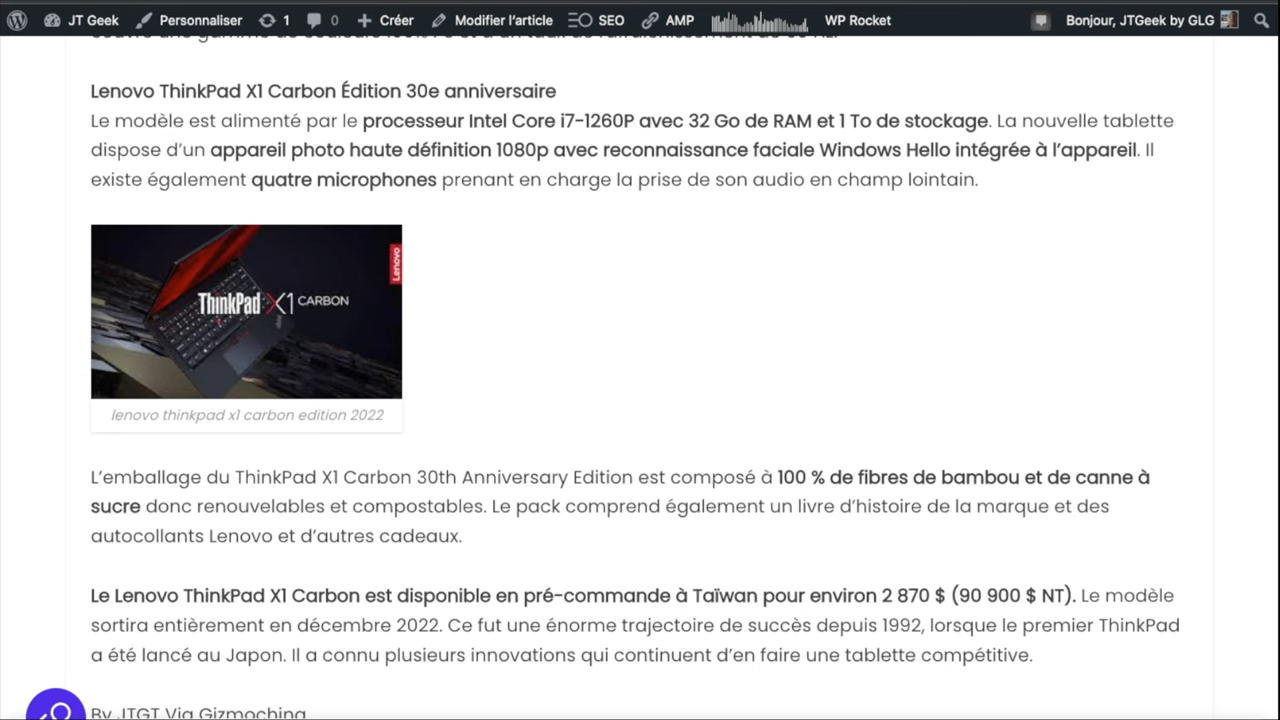 JT Geek Personnaliser 1 0 Créer Modifier l'article SEO AMP WP Rocket Bonjour, JTGeek by GLG
Lenovo ThinkPad X1 Carbon Édition 30e anniversaire
Le modèle est alimenté par le processeur Intel Core i7-1260P avec 32 Go de RAM et 1 To de stockage. La nouvelle tablette
dispose d'un appareil photo haute définition 1080p avec reconnaissance faciale Windows Hello intégrée à l'appareil. Il
existe également quatre microphones prenant en charge la prise de son audio en champ lointain.
Lenovo
ThinkPad X1 CARBON
lenovo thinkpad x1 carbon edition 2022
L'emballage du ThinkPad X1 Carbon 30th Anniversary Edition est composé à 100 % de fibres de bambou et de canne à
sucre donc renouvelables et compostables. Le pack comprend également un livre d'histoire de la marque et des
autocollants Lenovo et d'autres cadeaux.
Le Lenovo ThinkPad X1 Carbon est disponible en pré-commande à Taïwan pour environ 2 870 $ (90 900 $ NT). Le modèle
sortira entièrement en décembre 2022. Ce fut une énorme trajectoire de succès depuis 1992, lorsque le premier ThinkPad
a été lancé au Japon. Il a connu plusieurs innovations qui continuent d'en faire une tablette compétitive.
By JTGT Via Gizmoching